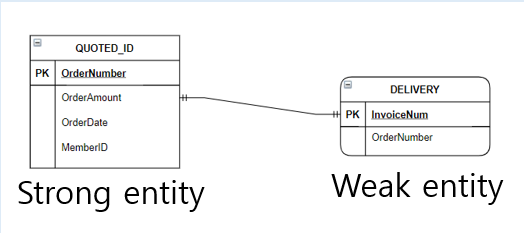 QUOTED_ID
PK OrderNumber
OrderAmount
OrderDate
MemberID
Strong entity
DELIVERY
PK InvoiceNum
OrderNumber
Weak entity